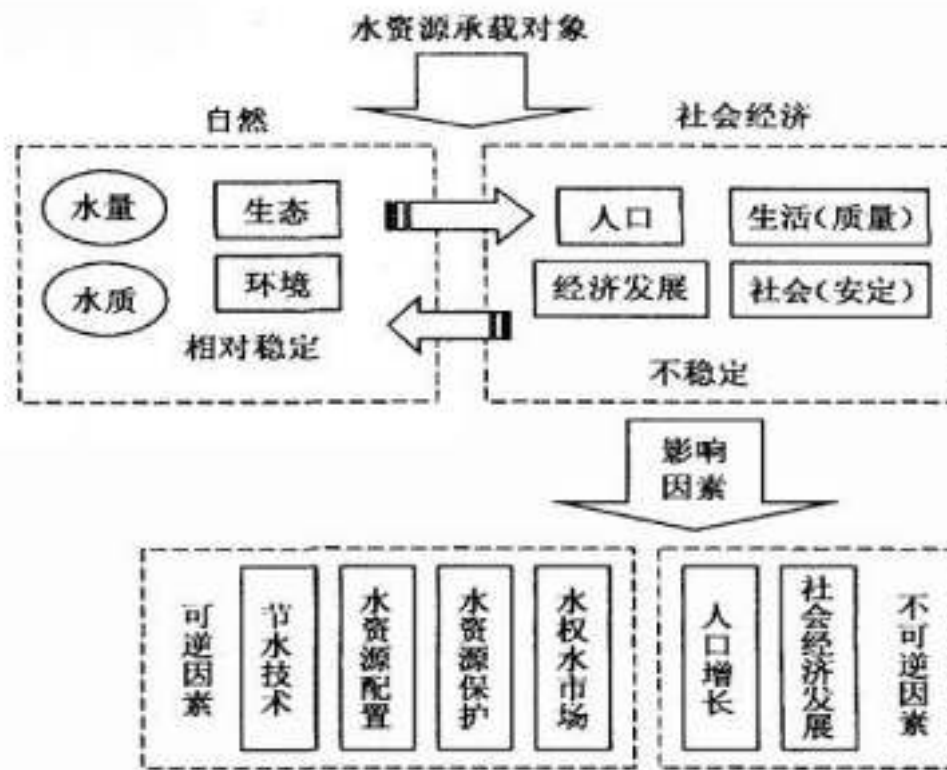 水资源承载对象
自然
社会经济
水量
生态
水质
环境
相对稳定
人口
生活(质量)
经济发展
社会(安定)
不稳定
影响
因素
可逆因素
节水技术
水资源配置
水资源保护
水权水市场
人口增长
社会经济发展
不可逆因素